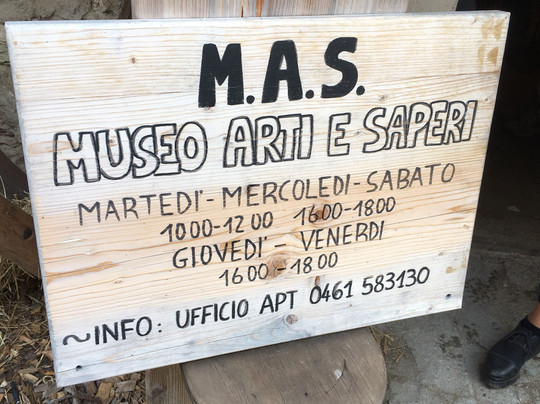 M.A.S.
MUSEO ARTI E SAPERI
MARTEDI' - MERCOLEDI - SABATO
10 00 - 12 00 16 00 - 18 00
GIOVEDI' - VENERDI
16 00 - 18 00
~INFO: UFFICIO APT 0461 583130